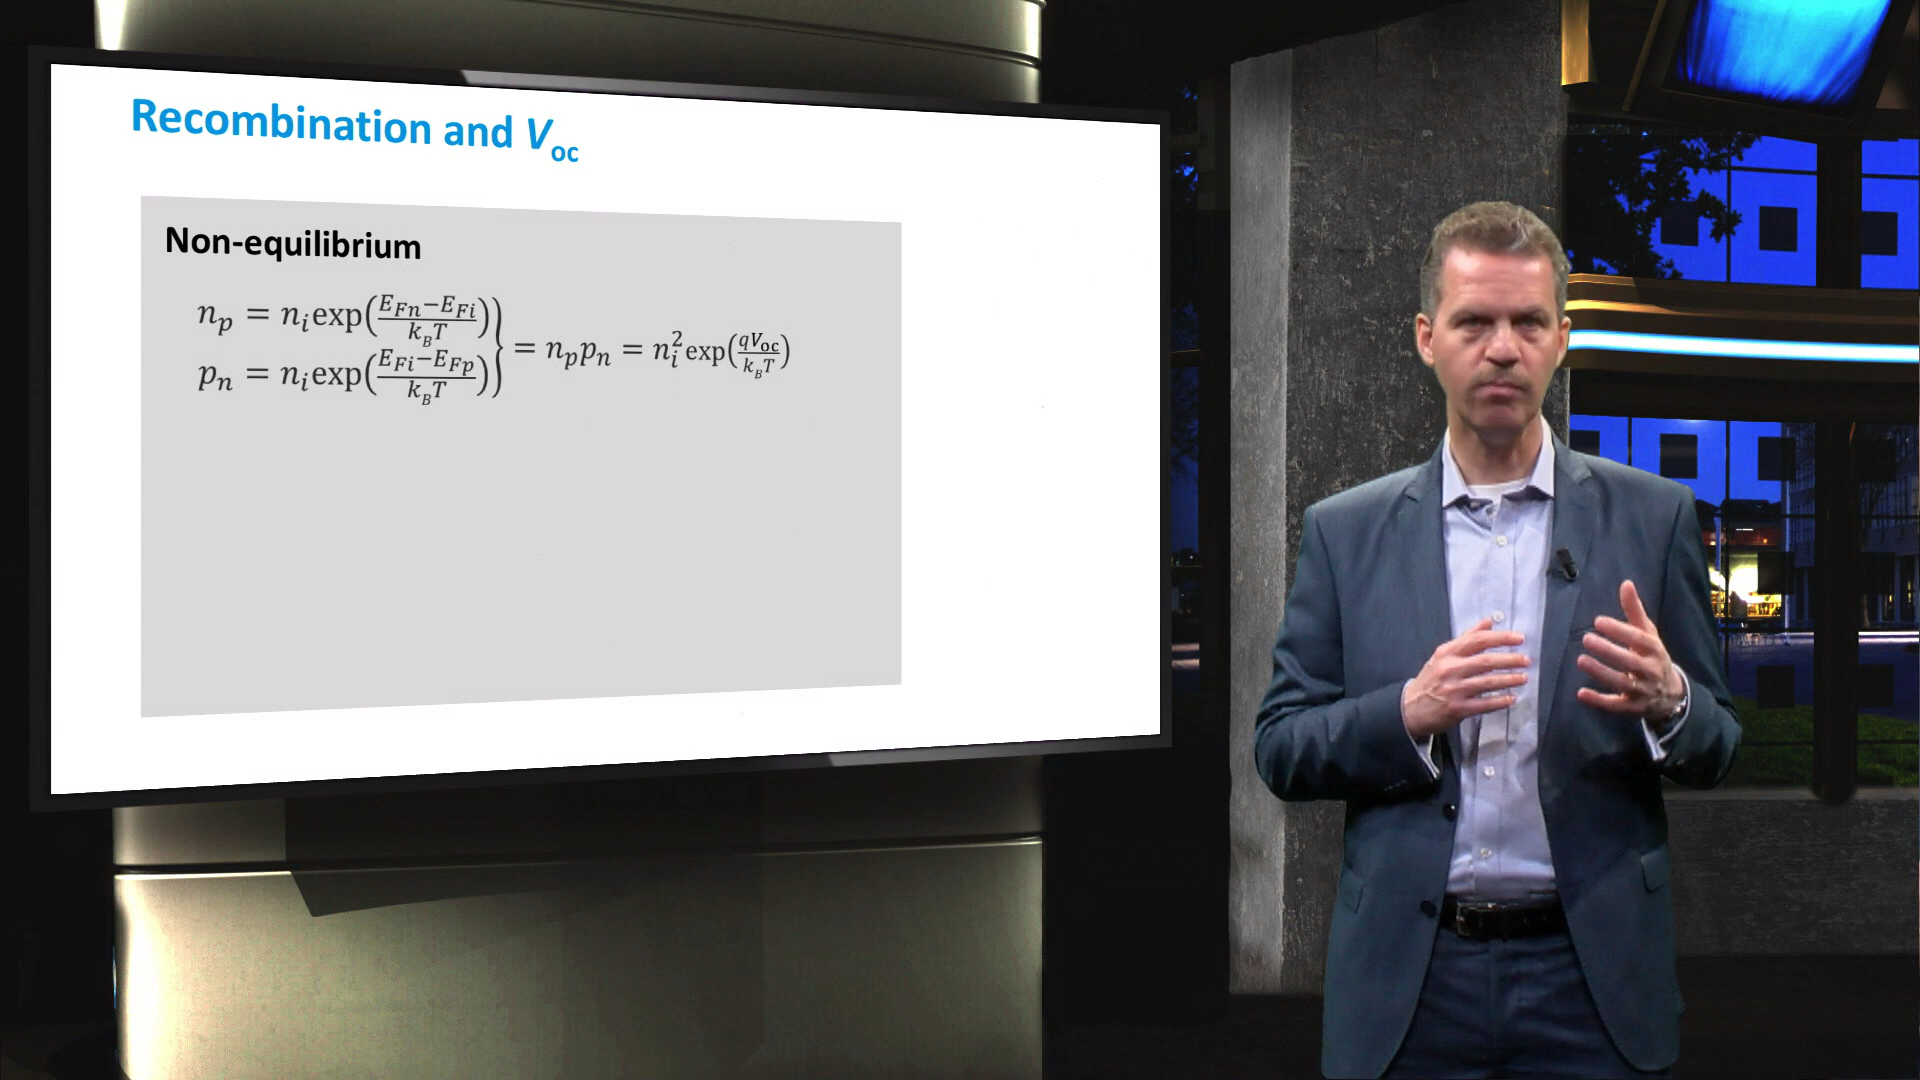 Recombination and Voc
Non-equilibrium
n_p = n_i exp((E_Fn − E_Fi)/(k_B T))
p_n = n_i exp((E_Fi − E_Fp)/(k_B T))
} = n_p p_n = n_i^2 exp(qV_oc/(k_B T))